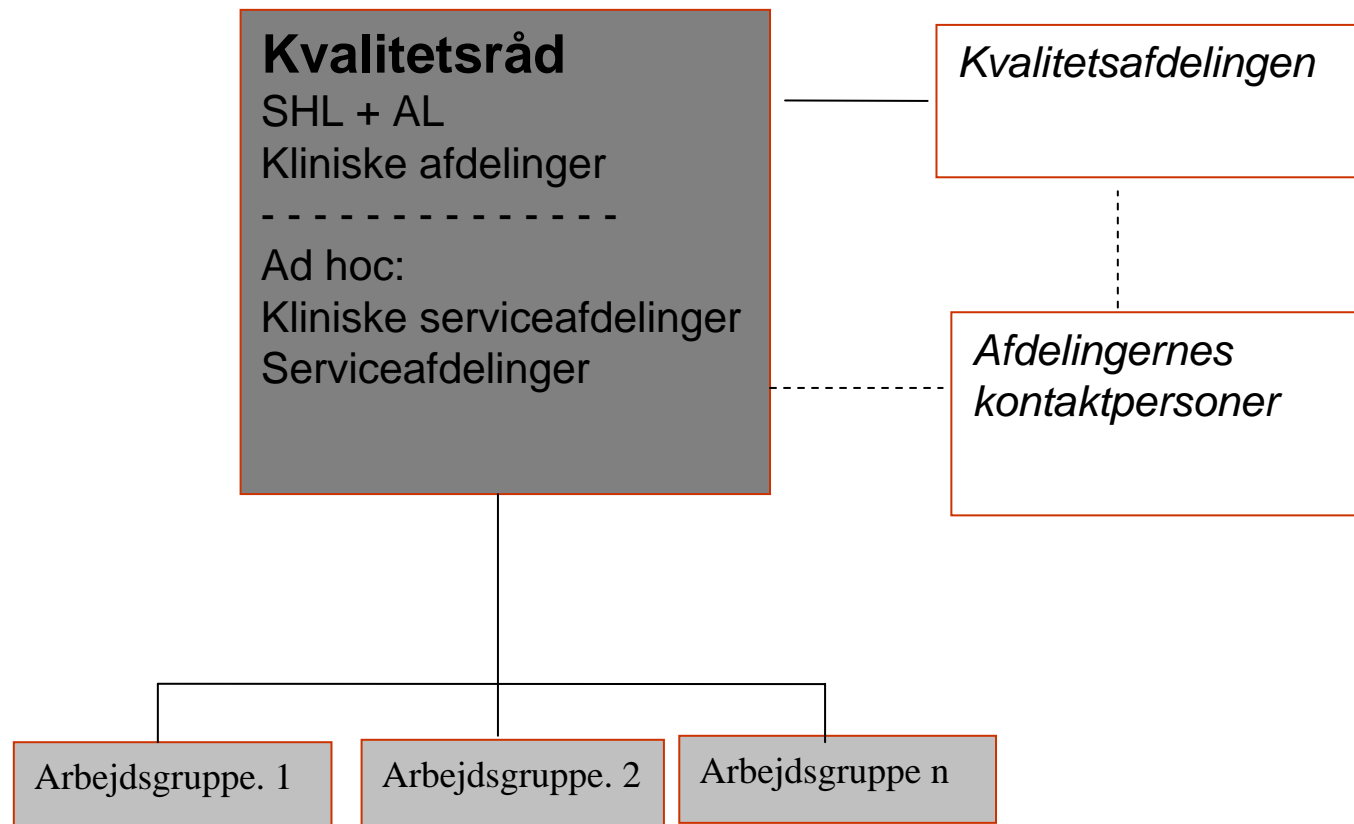 Kvalitetsråd
SHL + AL
Kliniske afdelinger
- - - - - - - - - - - - - -
Ad hoc:
Kliniske serviceafdelinger
Serviceafdelinger
Kvalitetsafdelingen
Afdelingernes
kontaktpersoner
Arbejdsgruppe. 1
Arbejdsgruppe. 2
Arbejdsgruppe n